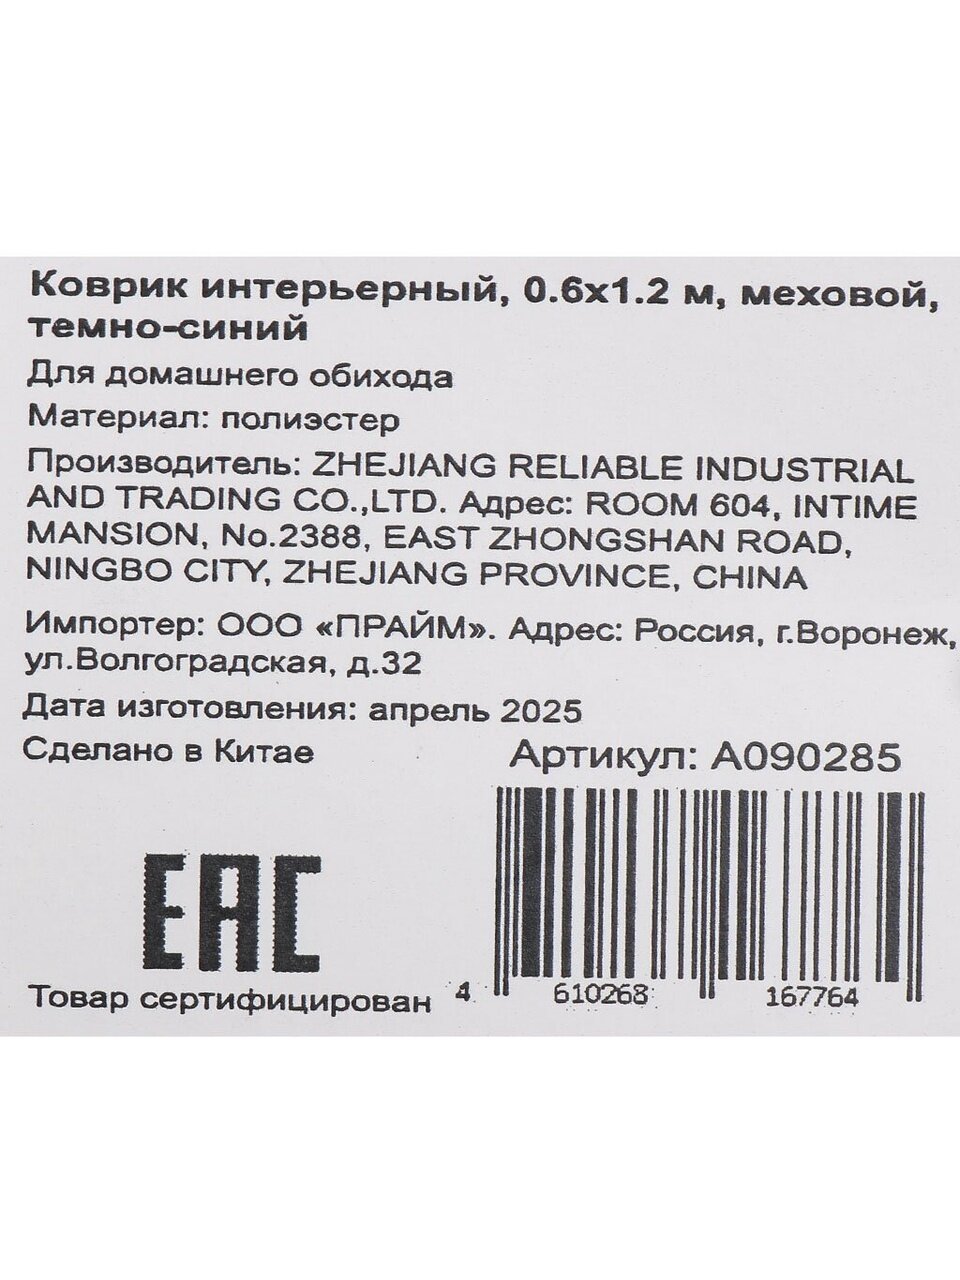 Коврик интерьерный, 0.6х1.2 м, меховой,
темно-синий
Для домашнего обихода
Материал: полиэстер
Производитель: ZHEJIANG RELIABLE INDUSTRIAL
AND TRADING CO.,LTD. Адрес: ROOM 604, INTIME
MANSION, No.2388, EAST ZHONGSHAN ROAD,
NINGBO CITY, ZHEJIANG PROVINCE, CHINA
Импортер: ООО «ПРАЙМ». Адрес: Россия, г.Воронеж,
ул.Волгоградская, д.32
Дата изготовления: апрель 2025
Сделано в Китае
Артикул: А090285
EAC
Товар сертифицирован
4 610268 167764